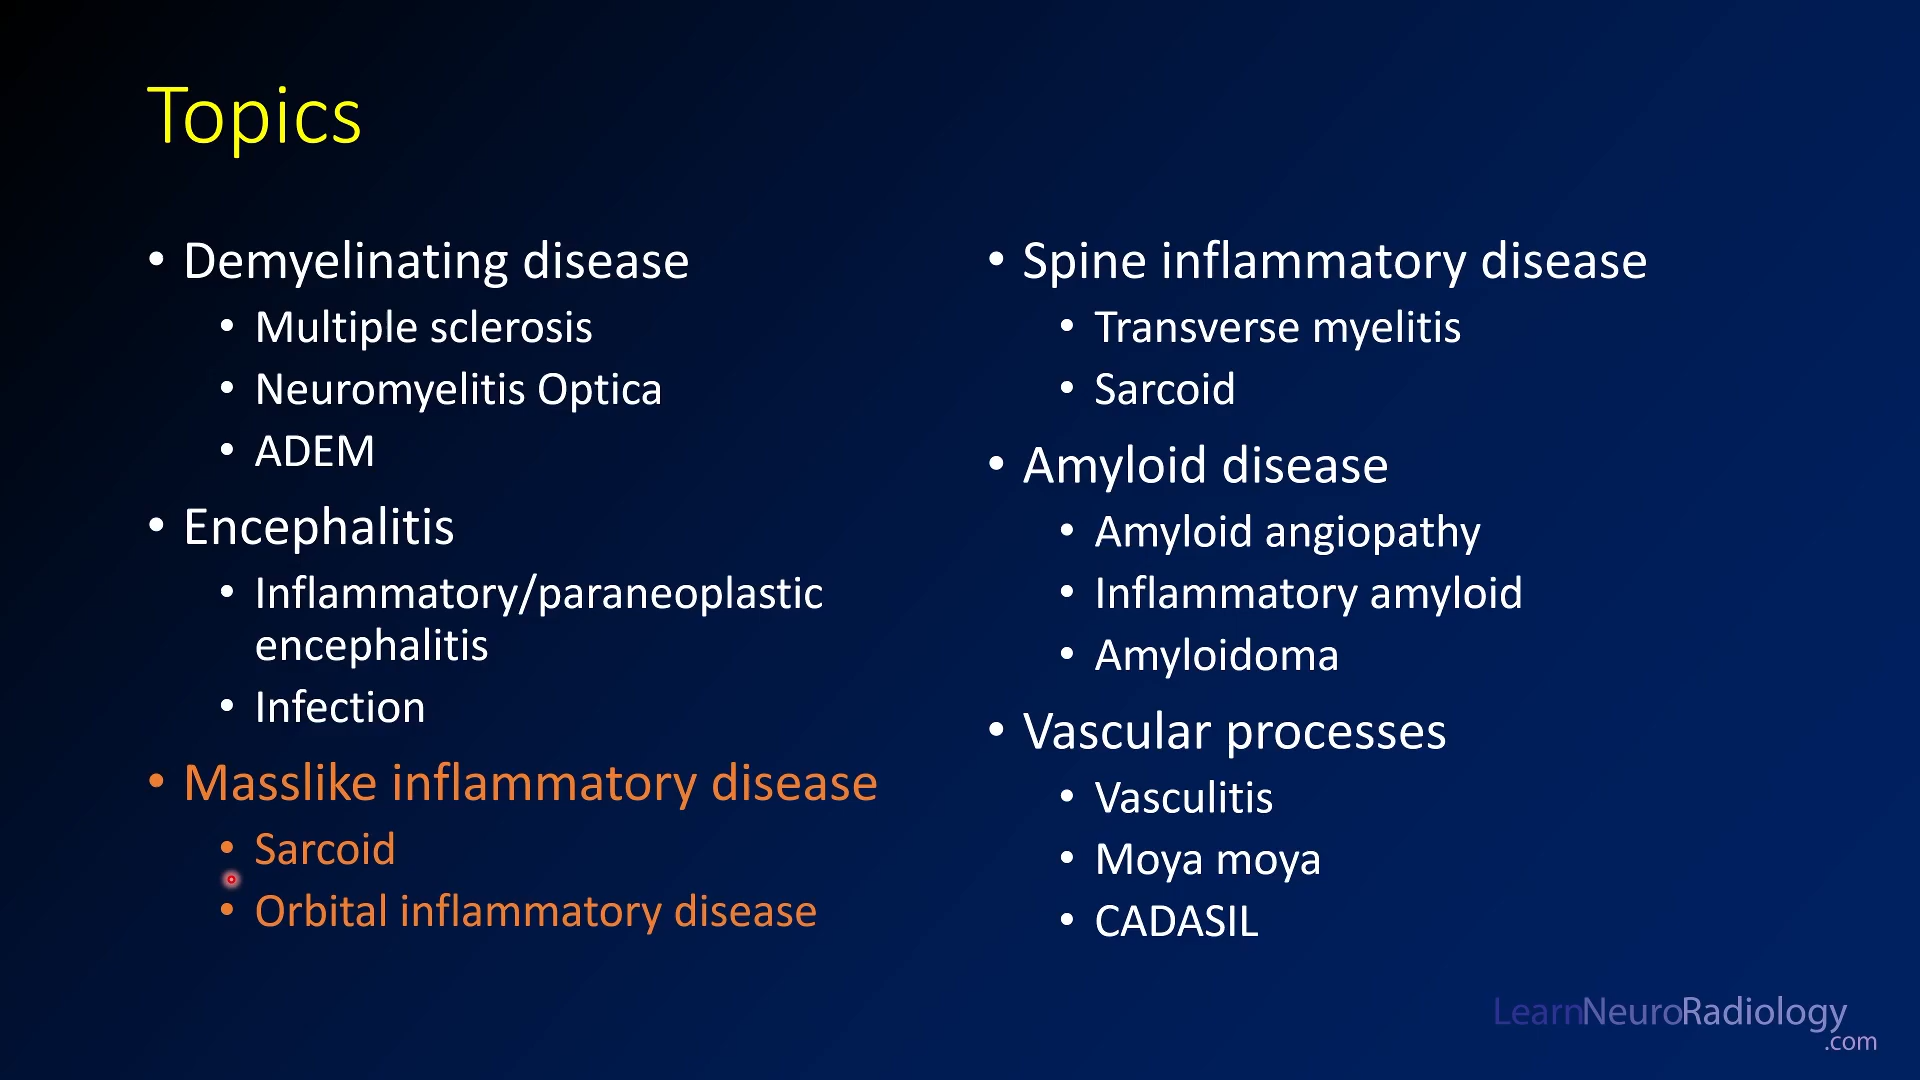 Topics
• Demyelinating disease
• Multiple sclerosis
• Neuromyelitis Optica
• ADEM
• Encephalitis
• Inflammatory/paraneoplastic
encephalitis
• Infection
• Masslike inflammatory disease
• Sarcoid
• Orbital inflammatory disease
• Spine inflammatory disease
• Transverse myelitis
• Sarcoid
• Amyloid disease
• Amyloid angiopathy
• Inflammatory amyloid
• Amyloidoma
• Vascular processes
• Vasculitis
• Moya moya
• CADASIL
LearnNeuroRadiology
.com